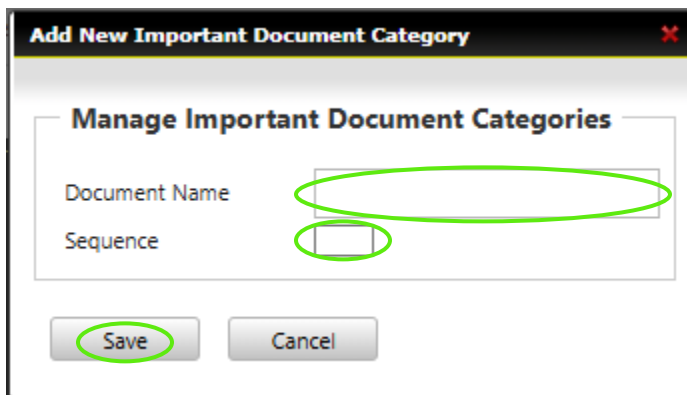 Add New Important Document Category
Manage Important Document Categories
Document Name
Sequence
Save Cancel